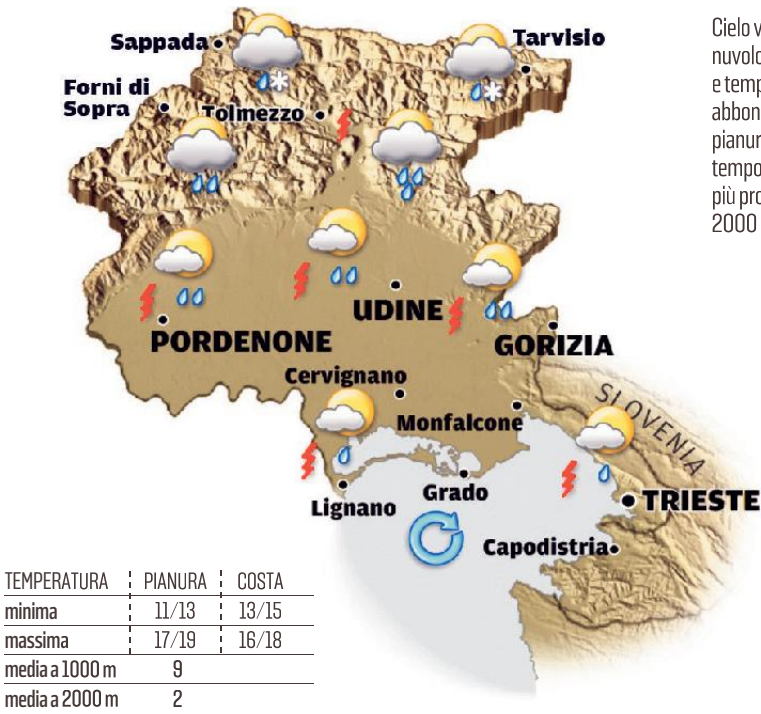 Sappada
Tarvisio
Forni di
Sopra
Tolmezzo
UDINE
PORDENONE
GORIZIA
Cervignano
Monfalcone
SLOVENIA
Lignano
Grado
TRIESTE
Capodistria
Cielo v
nuvolo
e temp
abbon
pianur
tempo
più pro
2000
TEMPERATURA PIANURA COSTA
minima 11/13 13/15
massima 17/19 16/18
media a 1000 m 9
media a 2000 m 2